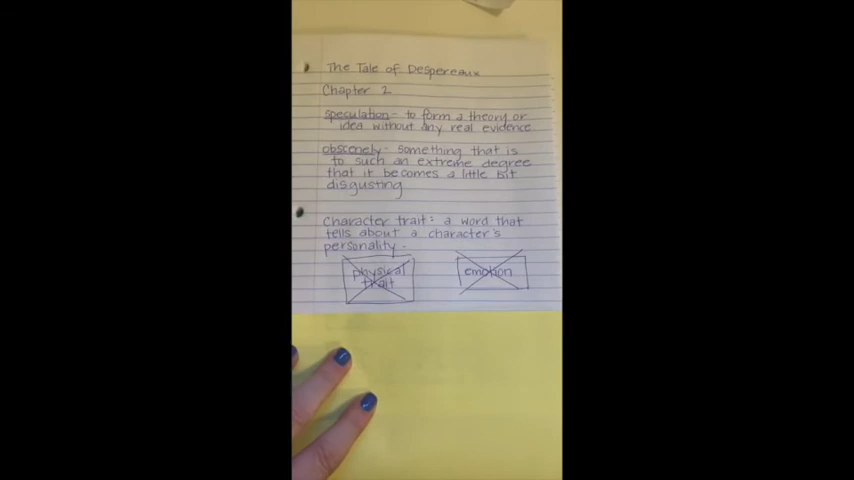 The Tale of Despereaux
Chapter 2
speculation - to form a theory or
idea without any real evidence
obscenely - something that is
to such an extreme degree
that it becomes a little bit
disgusting
Character trait: a word that
tells about a character's
personality -
physical
trait
emotion